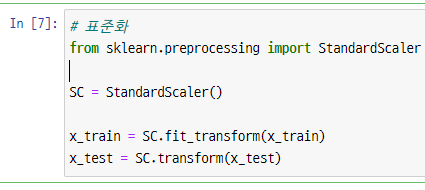 In [7]:
# 표준화
from sklearn.preprocessing import StandardScaler
SC = StandardScaler()
x_train = SC.fit_transform(x_train)
x_test = SC.transform(x_test)